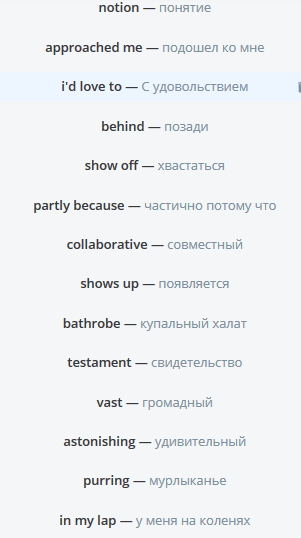 notion — понятие
approached me — подошел ко мне
i'd love to — С удовольствием
behind — позади
show off — хвастаться
partly because — частично потому что
collaborative — совместный
shows up — появляется
bathrobe — купальный халат
testament — свидетельство
vast — громадный
astonishing — удивительный
purring — мурлыканье
in my lap — у меня на коленях